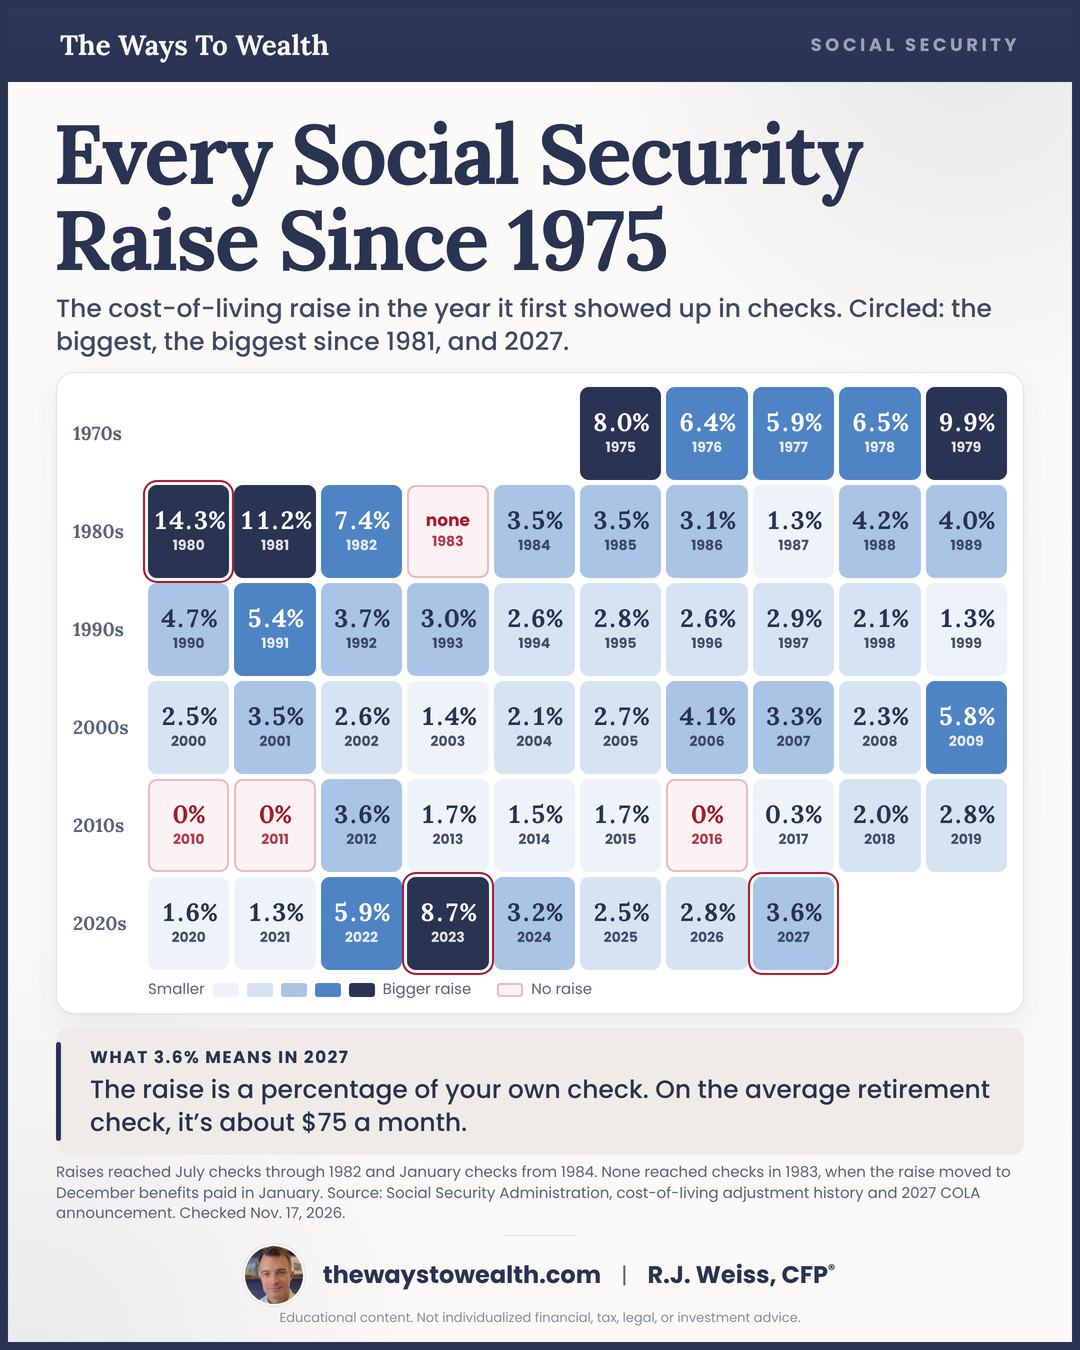 The Ways To Wealth
SOCIAL SECURITY
Every Social Security
Raise Since 1975
The cost-of-living raise in the year it first showed up in checks. Circled: the
biggest, the biggest since 1981, and 2027.
1970s
8.0% 6.4% 5.9% 6.5% 9.9%
1975 1976 1977 1978 1979
1980s
14.3% 11.2% 7.4% none 3.5% 3.5% 3.1% 1.3% 4.2% 4.0%
1980 1981 1982 1983 1984 1985 1986 1987 1988 1989
1990s
4.7% 5.4% 3.7% 3.0% 2.6% 2.8% 2.6% 2.9% 2.1% 1.3%
1990 1991 1992 1993 1994 1995 1996 1997 1998 1999
2000s
2.5% 3.5% 2.6% 1.4% 2.1% 2.7% 4.1% 3.3% 2.3% 5.8%
2000 2001 2002 2003 2004 2005 2006 2007 2008 2009
2010s
0% 0% 3.6% 1.7% 1.5% 1.7% 0% 0.3% 2.0% 2.8%
2010 2011 2012 2013 2014 2015 2016 2017 2018 2019
2020s
1.6% 1.3% 5.9% 8.7% 3.2% 2.5% 2.8% 3.6%
2020 2021 2022 2023 2024 2025 2026 2027
Smaller Bigger raise No raise
WHAT 3.6% MEANS IN 2027
The raise is a percentage of your own check. On the average retirement
check, it's about $75 a month.
Raises reached July checks through 1982 and January checks from 1984. None reached checks in 1983, when the raise moved to
December benefits paid in January. Source: Social Security Administration, cost-of-living adjustment history and 2027 COLA
announcement. Checked Nov. 17, 2026.
thewaystowealth.com | R.J. Weiss, CFP®
Educational content. Not individualized financial, tax, legal, or investment advice.